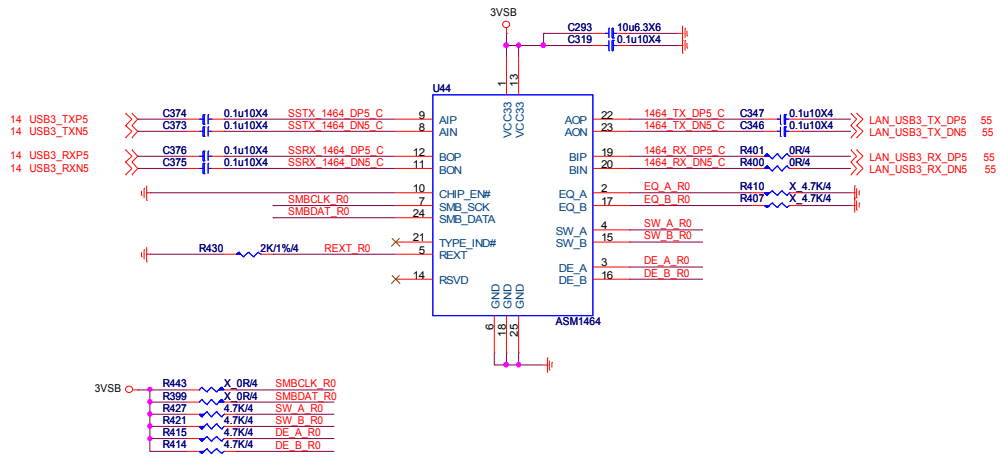 3VSB
C293 10u6.3X6
C319 0.1u10X4
U44
1 13
VCC33 VCC33
14 USB3_TXP5 C374 0.1u10X4 SSTX_1464_DP5_C 9 AIP AOP 22 1464_TX_DP5_C C347 0.1u10X4 LAN_USB3_TX_DP5 55
14 USB3_TXN5 C373 0.1u10X4 SSTX_1464_DN5_C 8 AIN AON 23 1464_TX_DN5_C C346 0.1u10X4 LAN_USB3_TX_DN5 55
14 USB3_RXP5 C376 0.1u10X4 SSRX_1464_DP5_C 12 BOP BIP 19 1464_RX_DP5_C R401 0R/4 LAN_USB3_RX_DP5 55
14 USB3_RXN5 C375 0.1u10X4 SSRX_1464_DN5_C 11 BON BIN 20 1464_RX_DN5_C R400 0R/4 LAN_USB3_RX_DN5 55
10 CHIP_EN# EQ_A 2 EQ_A_R0 R410 X_4.7K/4
SMBCLK_R0 7 SMB_SCK EQ_B 17 EQ_B_R0 R407 X_4.7K/4
SMBDAT_R0 24 SMB_DATA
SW_A 4 SW_A_R0
21 TYPE_IND# SW_B 15 SW_B_R0
R430 2K/1%/4 REXT_R0 5 REXT
DE_A 3 DE_A_R0
14 RSVD DE_B 16 DE_B_R0
GND GND GND
6 18 25
ASM1464
3VSB
R443 X_0R/4 SMBCLK_R0
R399 X_0R/4 SMBDAT_R0
R427 4.7K/4 SW_A_R0
R421 4.7K/4 SW_B_R0
R415 4.7K/4 DE_A_R0
R414 4.7K/4 DE_B_R0